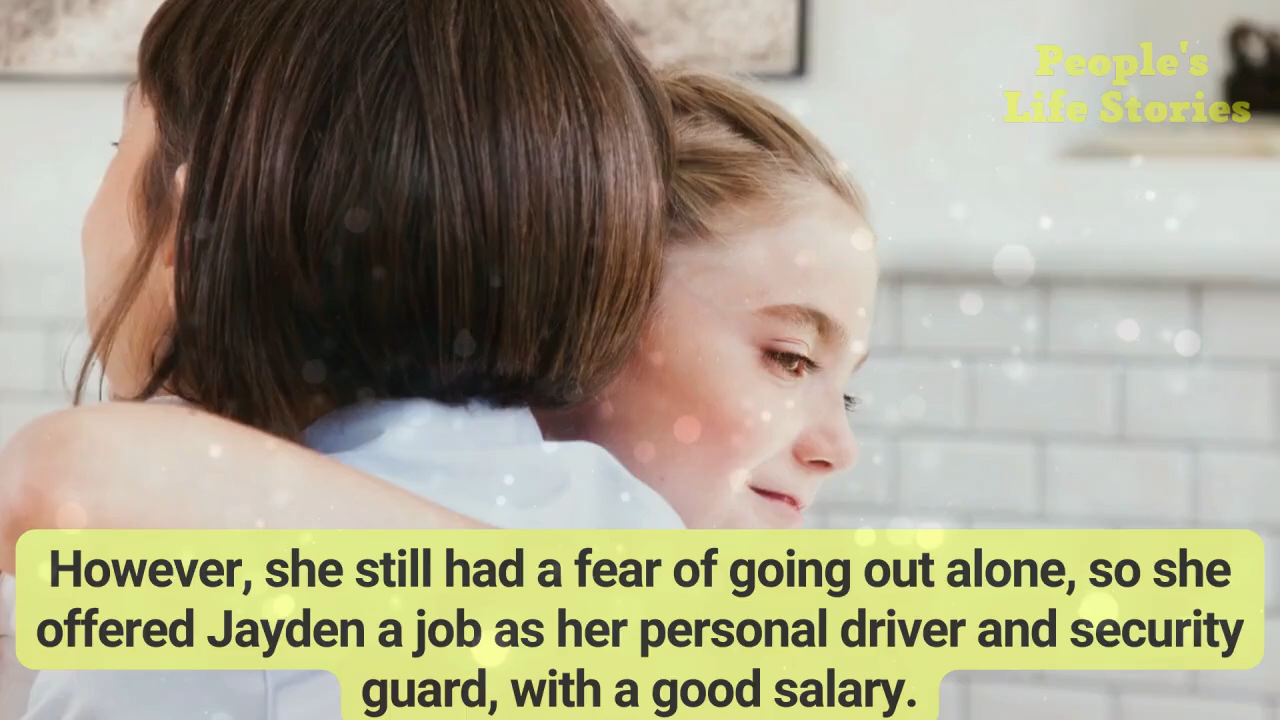 People's
Life Stories
However, she still had a fear of going out alone, so she
offered Jayden a job as her personal driver and security
guard, with a good salary.